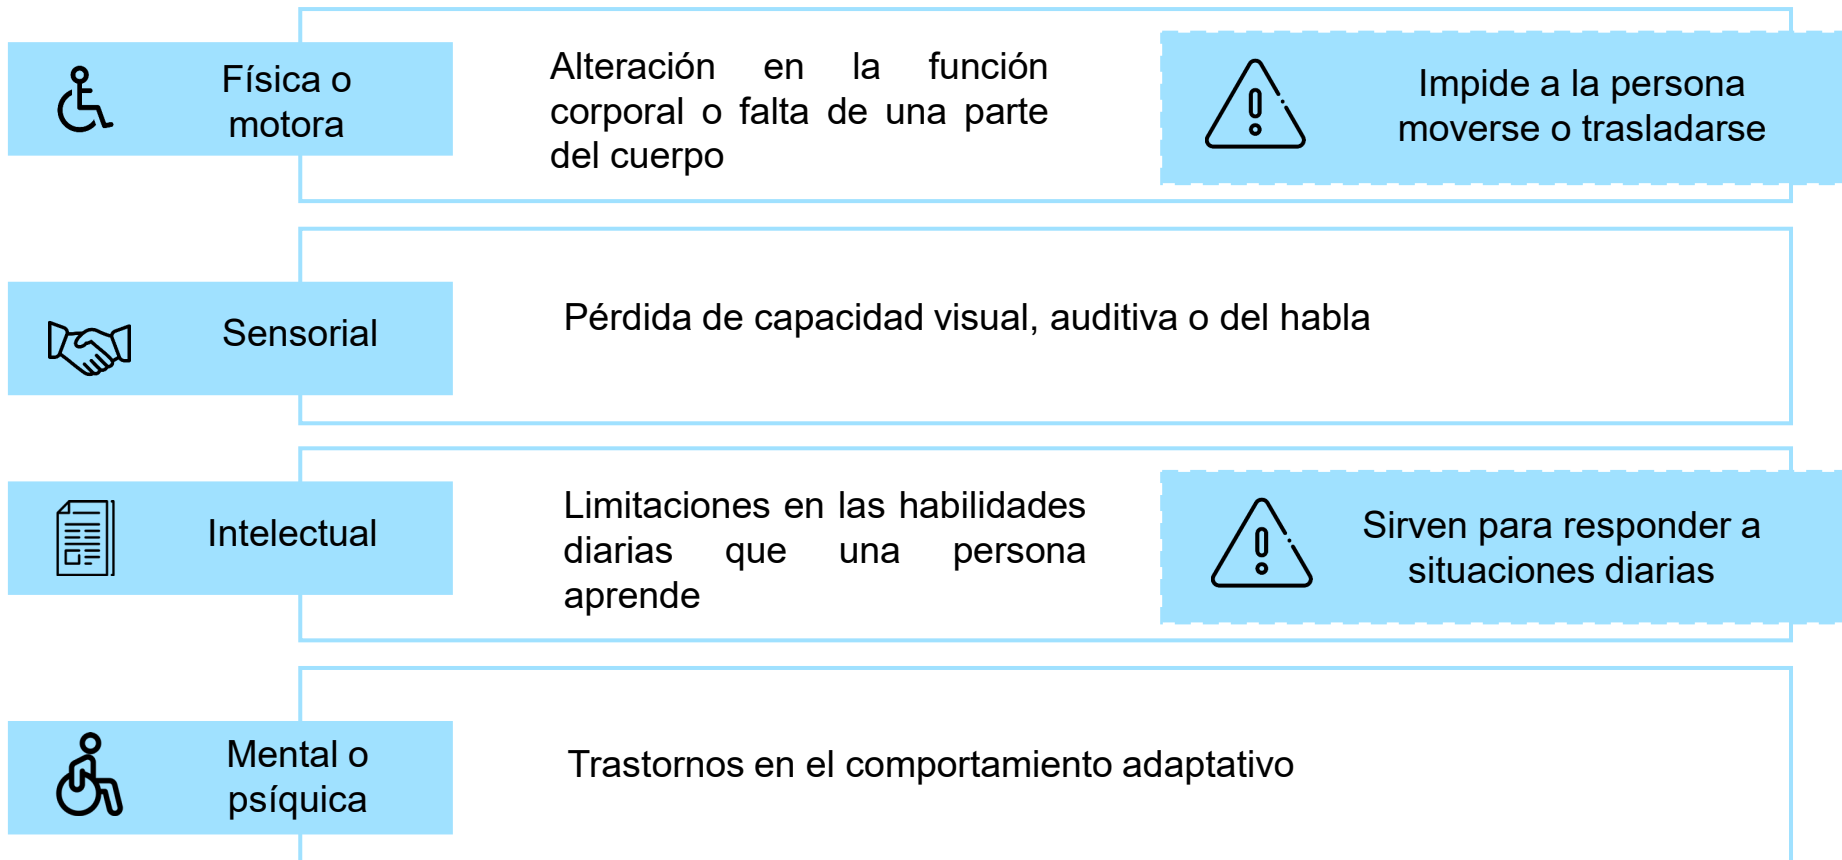 Física o
motora
Alteración en la función
corporal o falta de una parte
del cuerpo
Impide a la persona
moverse o trasladarse
Sensorial
Pérdida de capacidad visual, auditiva o del habla
Intelectual
Limitaciones en las habilidades
diarias que una persona
aprende
Sirven para responder a
situaciones diarias
Mental o
psíquica
Trastornos en el comportamiento adaptativo